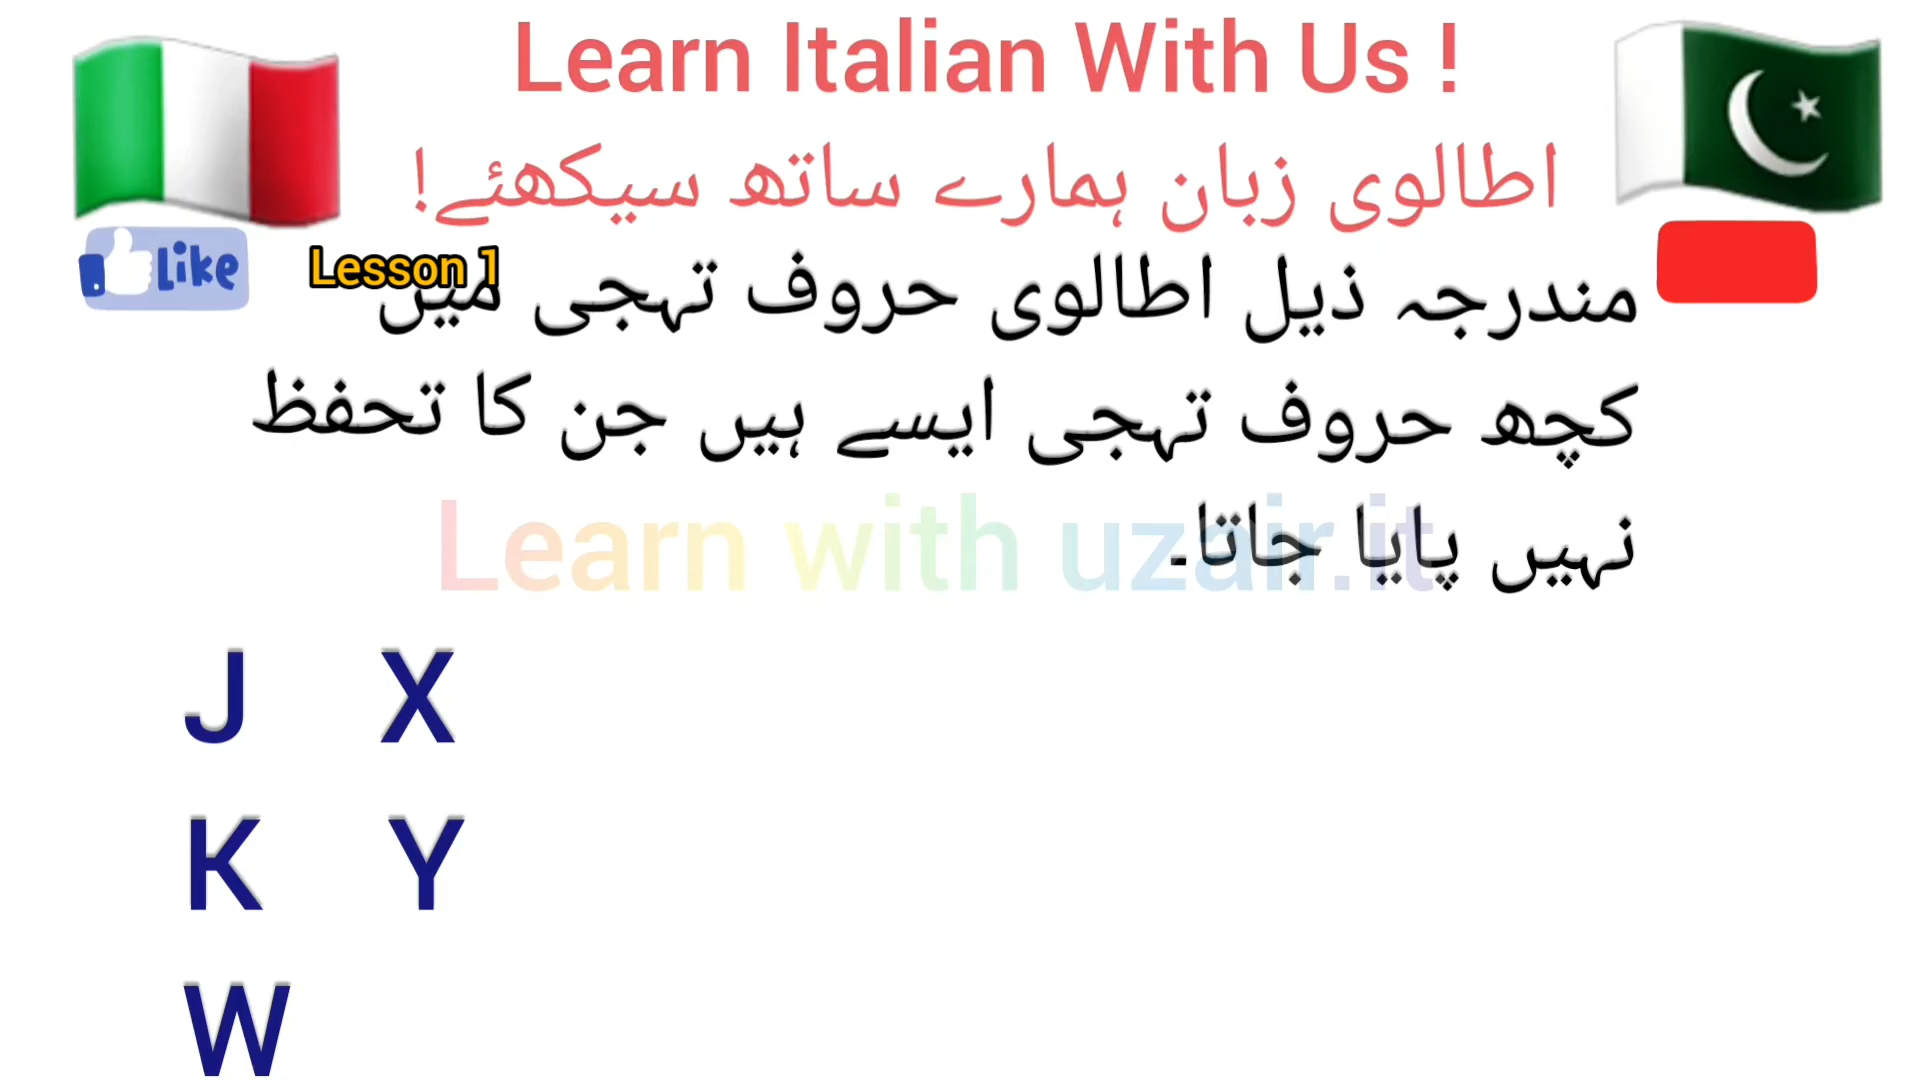 Learn Italian With Us !
اطالوی زبان ہمارے ساتھ سیکھئے!
Like
Lesson 1
مندرجہ ذیل اطالوی حروف تہجی میں
کچھ حروف تہجی ایسے ہیں جن کا تحفظ
نہیں پایا جاتا۔
Learn with uzair.it
J X
K Y
W